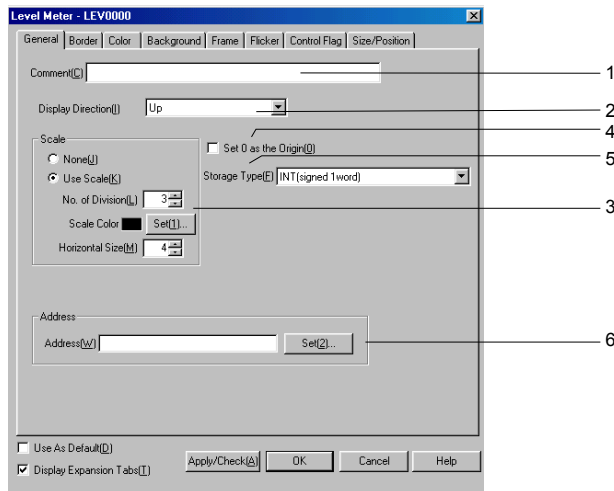 Level Meter - LEV0000
General Border Color Background Frame Flicker Control Flag Size/Position
Comment(C)
1
Display Direction(I) Up
2
4
Scale
Set 0 as the Origin(O)
5
None(J)
Use Scale(K)
Storage Type(F) INT(signed 1word)
No. of Division(L) 3
3
Scale Color Set(1)...
Horizontal Size(M) 4
Address
Address(W) Set(2)...
6
Use As Default(D)
Display Expansion Tabs(T)
Apply/Check(A) OK Cancel Help